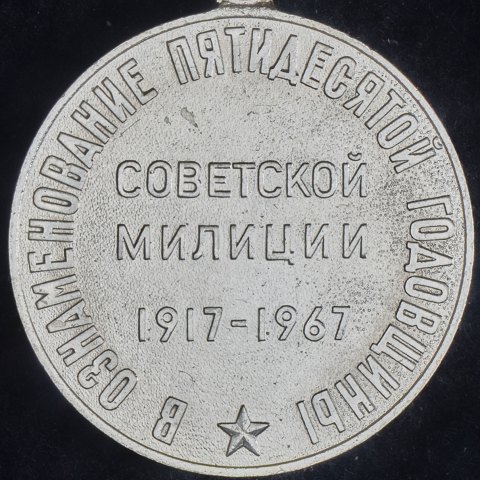 В ОЗНАМЕНОВАНИЕ ПЯТИДЕСЯТОЙ ГОДОВЩИНЫ
СОВЕТСКОЙ
МИЛИЦИИ
1917-1967